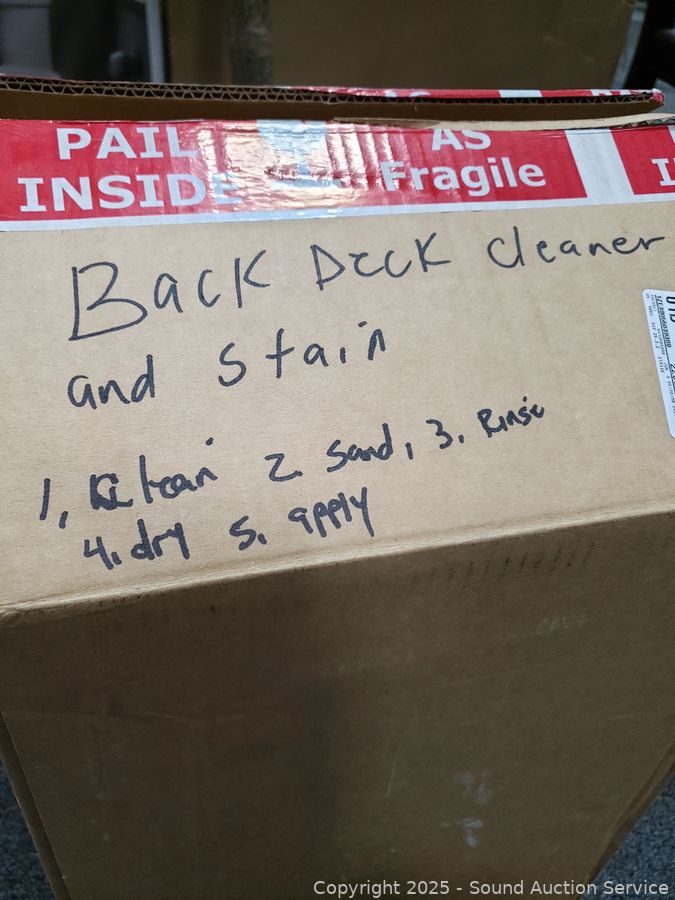 PAIL AS
INSIDE Fragile
Back Deck cleaner
and stain
1, clean 2. sand, 3, Rinse
4. dry 5. apply
Copyright 2025 - Sound Auction Service